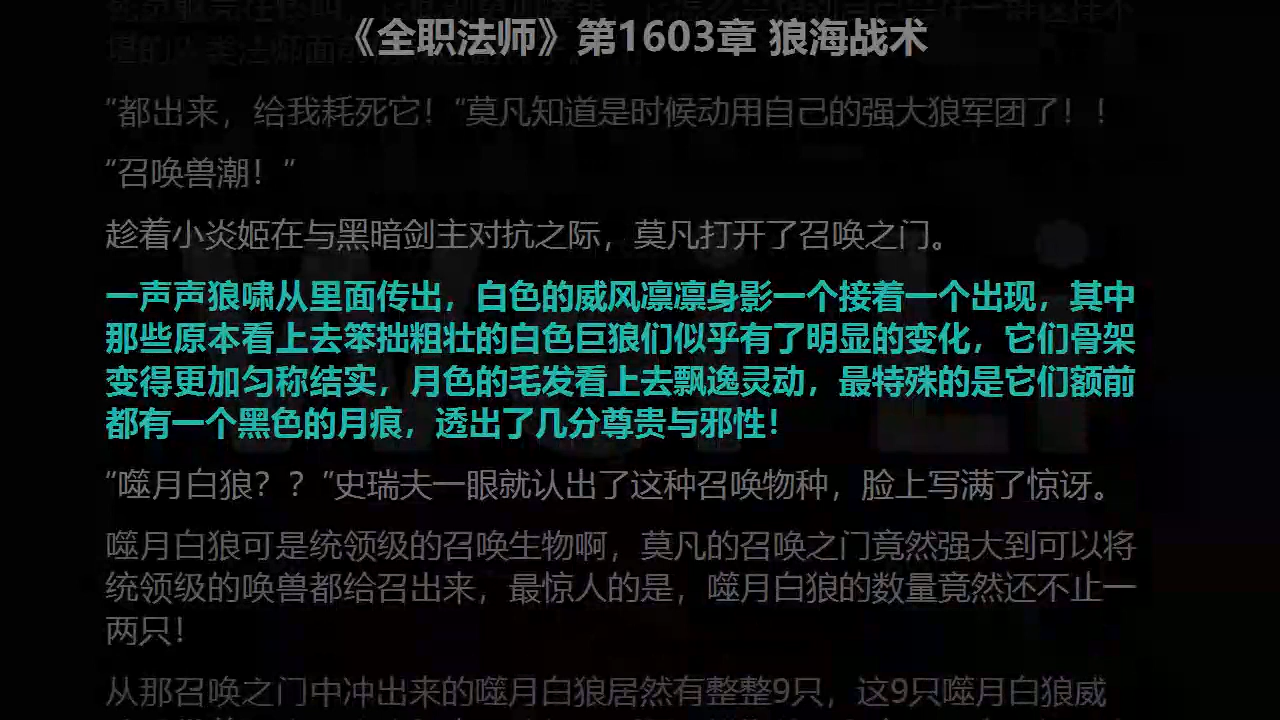 《全职法师》第1603章 狼海战术
“都出来，给我耗死它！“莫凡知道是时候动用自己的强大狼军团了！！
“召唤兽潮！”
趁着小炎姬在与黑暗剑主对抗之际，莫凡打开了召唤之门。
一声声狼啸从里面传出，白色的威风凛凛身影一个接着一个出现，其中
那些原本看上去笨拙粗壮的白色巨狼们似乎有了明显的变化，它们骨架
变得更加匀称结实，月色的毛发看上去飘逸灵动，最特殊的是它们额前
都有一个黑色的月痕，透出了几分尊贵与邪性！
“噬月白狼？？”史瑞夫一眼就认出了这种召唤物种，脸上写满了惊讶。
噬月白狼可是统领级的召唤生物啊，莫凡的召唤之门竟然强大到可以将
统领级的唤兽都给召出来，最惊人的是，噬月白狼的数量竟然还不止一
两只！
从那召唤之门中冲出来的噬月白狼居然有整整9只，这9只噬月白狼威